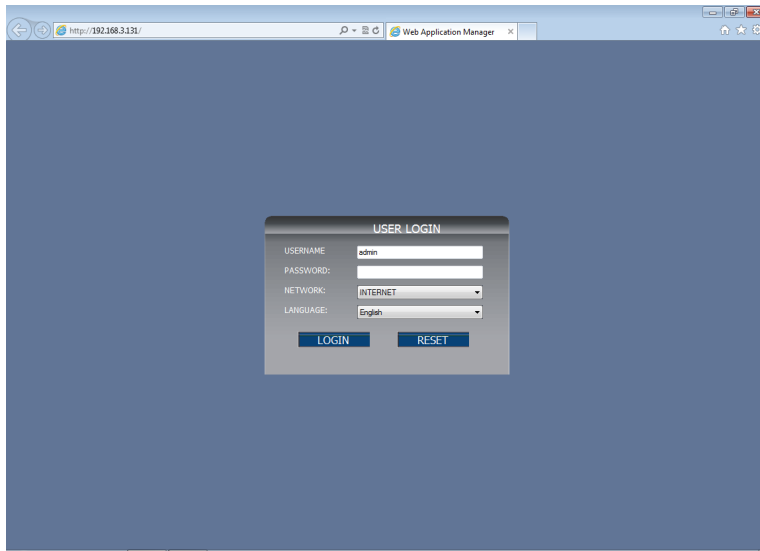 http://192.168.3.131/
Web Application Manager
USER LOGIN
USERNAME admin
PASSWORD:
NETWORK: INTERNET
LANGUAGE: English
LOGIN RESET